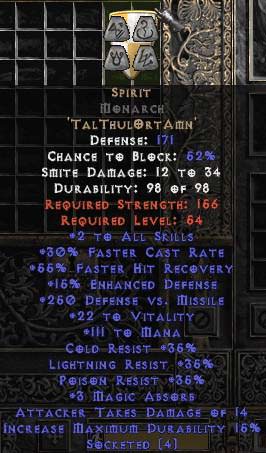 Spirit
Monarch
'TalThulOrtAmn'
Defense: 171
Chance to Block: 52%
Smite Damage: 12 to 34
Durability: 98 of 98
Required Strength: 156
Required Level: 54
+2 to All Skills
+30% Faster Cast Rate
+55% Faster Hit Recovery
+15% Enhanced Defense
+250 Defense vs. Missile
+22 to Vitality
+111 to Mana
Cold Resist +35%
Lightning Resist +35%
Poison Resist +35%
+3 Magic Absorb
Attacker Takes Damage of 14
Increase Maximum Durability 15%
Socketed (4)